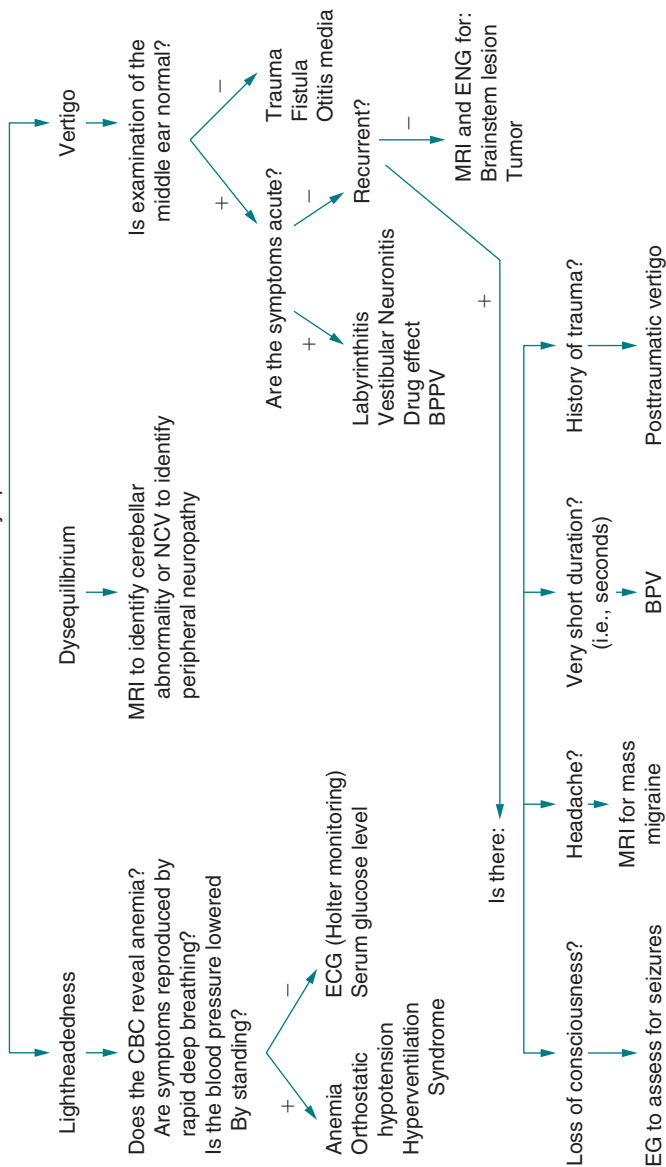 Lightheadedness
Does the CBC reveal anemia?
Are symptoms reproduced by
rapid deep breathing?
Is the blood pressure lowered
By standing?
+
−
Anemia
Orthostatic
hypotension
Hyperventilation
Syndrome
ECG (Holter monitoring)
Serum glucose level
Dysequilibrium
MRI to identify cerebellar
abnormality or NCV to identify
peripheral neuropathy
Vertigo
Is examination of the
middle ear normal?
+
−
Are the symptoms acute?
Trauma
Fistula
Otitis media
+
−
Labyrinthitis
Vestibular Neuronitis
Drug effect
BPPV
Recurrent?
+
−
MRI and ENG for:
Brainstem lesion
Tumor
Is there:
Loss of consciousness?
EG to assess for seizures
Headache?
MRI for mass
migraine
Very short duration?
(i.e., seconds)
BPV
History of trauma?
Posttraumatic vertigo